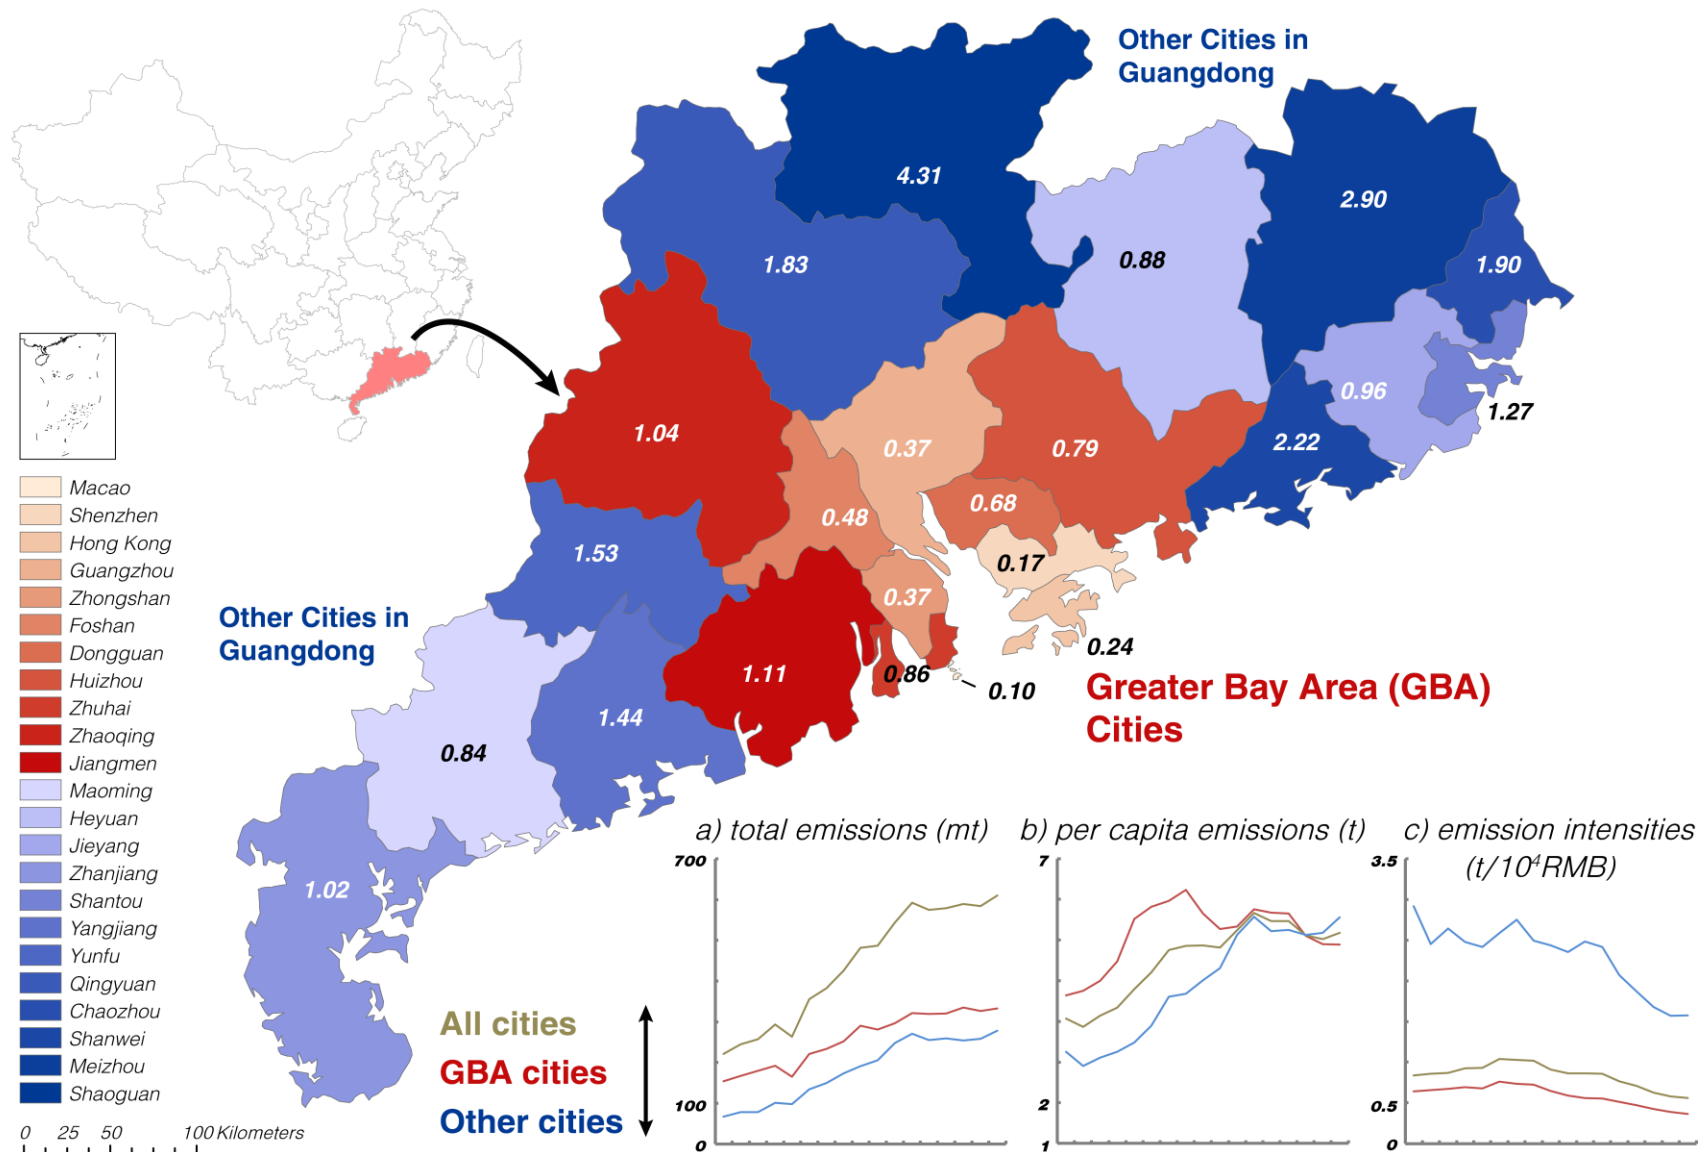 Other Cities in
Guangdong
4.31
2.90
1.83
0.88
1.90
1.04
0.37
0.79
0.96
1.27
2.22
0.48
0.68
1.53
0.17
0.37
0.24
1.11
0.86
0.10
1.44
0.84
1.02
Other Cities in
Guangdong
Greater Bay Area (GBA)
Cities
Macao
Shenzhen
Hong Kong
Guangzhou
Zhongshan
Foshan
Dongguan
Huizhou
Zhuhai
Zhaoqing
Jiangmen
Maoming
Heyuan
Jieyang
Zhanjiang
Shantou
Yangjiang
Yunfu
Qingyuan
Chaozhou
Shanwei
Meizhou
Shaoguan
0 25 50 100 Kilometers
All cities
GBA cities
Other cities
a) total emissions (mt)
700
100
0
b) per capita emissions (t)
7
2
1
c) emission intensities
(t/10⁴RMB)
3.5
0.5
0